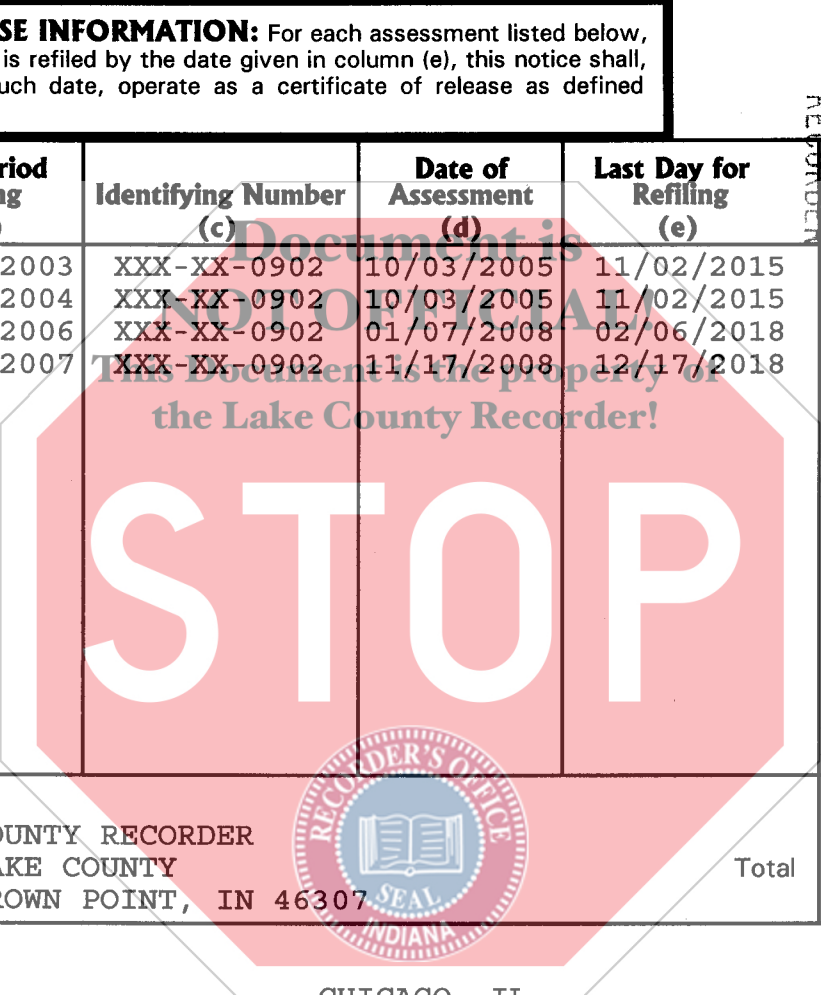 SE INFORMATION: For each assessment listed below,
is refiled by the date given in column (e), this notice shall,
uch date, operate as a certificate of release as defined
RECORDER
riod Date of Last Day for
ng Identifying Number Assessment Refiling
) (c) (d) (e)
Document is
2003 XXX-XX-0902 10/03/2005 11/02/2015
2004 XXX-XX-0902 10/03/2005 11/02/2015
NOT OFFICIAL!
2006 XXX-XX-0902 01/07/2008 02/06/2018
2007 XXX-XX-0902 11/17/2008 12/17/2018
This Document is the property of
the Lake County Recorder!
STOP
RECORDER'S OFFICE
SEAL
INDIANA
OUNTY RECORDER
AKE COUNTY Total
ROWN POINT, IN 46307